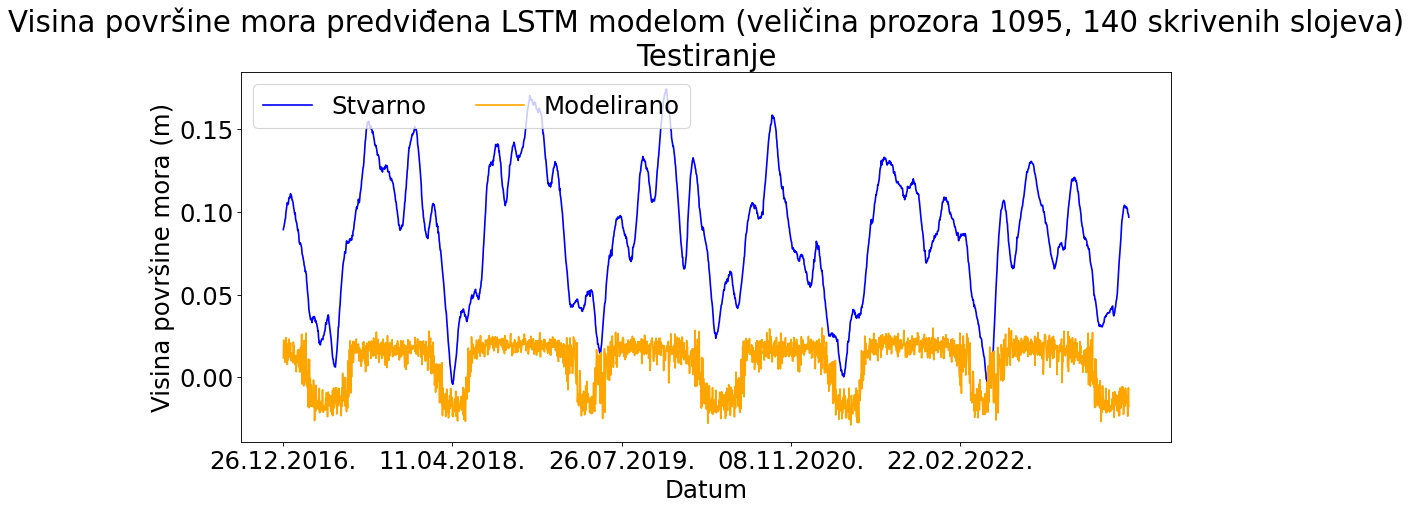 Visina površine mora predviđena LSTM modelom (veličina prozora 1095, 140 skrivenih slojeva)
Testiranje
Stvarno Modelirano
Visina površine mora (m)
0.15
0.10
0.05
0.00
26.12.2016. 11.04.2018. 26.07.2019. 08.11.2020. 22.02.2022.
Datum